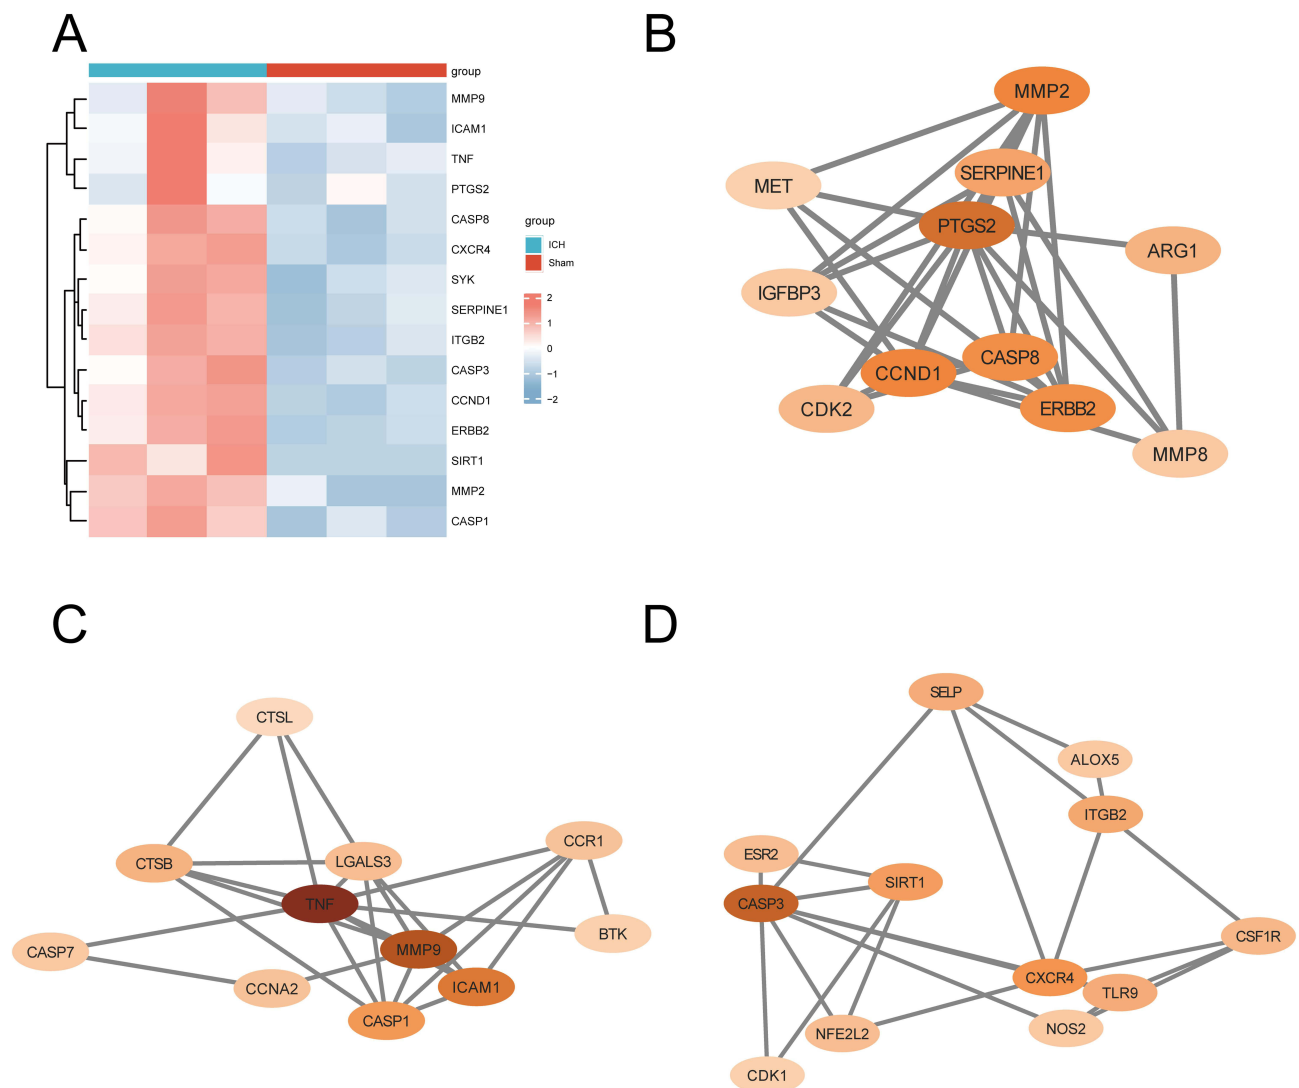 A
group
MMP9
ICAM1
TNF
PTGS2
CASP8
CXCR4
SYK
SERPINE1
ITGB2
CASP3
CCND1
ERBB2
SIRT1
MMP2
CASP1
group
ICH
Sham
2
1
0
−1
−2
B
MMP2
SERPINE1
MET
PTGS2
ARG1
IGFBP3
CASP8
CCND1
CDK2
ERBB2
MMP8
C
CTSL
CCR1
CTSB
LGALS3
TNF
BTK
CASP7
MMP9
CCNA2
ICAM1
CASP1
D
SELP
ALOX5
ITGB2
ESR2
SIRT1
CASP3
CSF1R
CXCR4
TLR9
NOS2
NFE2L2
CDK1